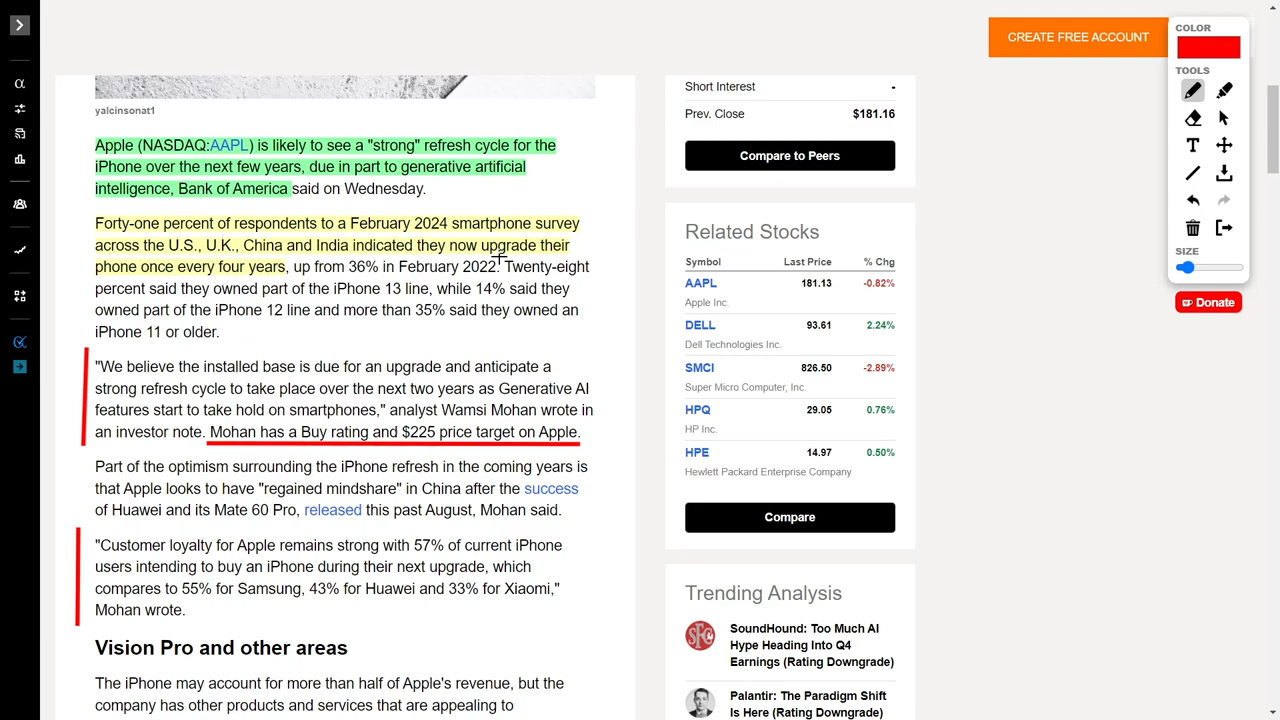 CREATE FREE ACCOUNT
COLOR
TOOLS
SIZE
Donate
yalcinsonat1
Apple (NASDAQ:AAPL) is likely to see a "strong" refresh cycle for the
iPhone over the next few years, due in part to generative artificial
intelligence, Bank of America said on Wednesday.
Forty-one percent of respondents to a February 2024 smartphone survey
across the U.S., U.K., China and India indicated they now upgrade their
phone once every four years, up from 36% in February 2022. Twenty-eight
percent said they owned part of the iPhone 13 line, while 14% said they
owned part of the iPhone 12 line and more than 35% said they owned an
iPhone 11 or older.
"We believe the installed base is due for an upgrade and anticipate a
strong refresh cycle to take place over the next two years as Generative AI
features start to take hold on smartphones," analyst Wamsi Mohan wrote in
an investor note. Mohan has a Buy rating and $225 price target on Apple.
Part of the optimism surrounding the iPhone refresh in the coming years is
that Apple looks to have "regained mindshare" in China after the success
of Huawei and its Mate 60 Pro, released this past August, Mohan said.
"Customer loyalty for Apple remains strong with 57% of current iPhone
users intending to buy an iPhone during their next upgrade, which
compares to 55% for Samsung, 43% for Huawei and 33% for Xiaomi,"
Mohan wrote.
Vision Pro and other areas
The iPhone may account for more than half of Apple's revenue, but the
company has other products and services that are appealing to
Short Interest -
Prev. Close $181.16
Compare to Peers
Related Stocks
Symbol Last Price % Chg
AAPL 181.13 -0.82%
Apple Inc.
DELL 93.61 2.24%
Dell Technologies Inc.
SMCI 826.50 -2.89%
Super Micro Computer, Inc.
HPQ 29.05 0.76%
HP Inc.
HPE 14.97 0.50%
Hewlett Packard Enterprise Company
Compare
Trending Analysis
SoundHound: Too Much AI
Hype Heading Into Q4
Earnings (Rating Downgrade)
Palantir: The Paradigm Shift
Is Here (Rating Downgrade)